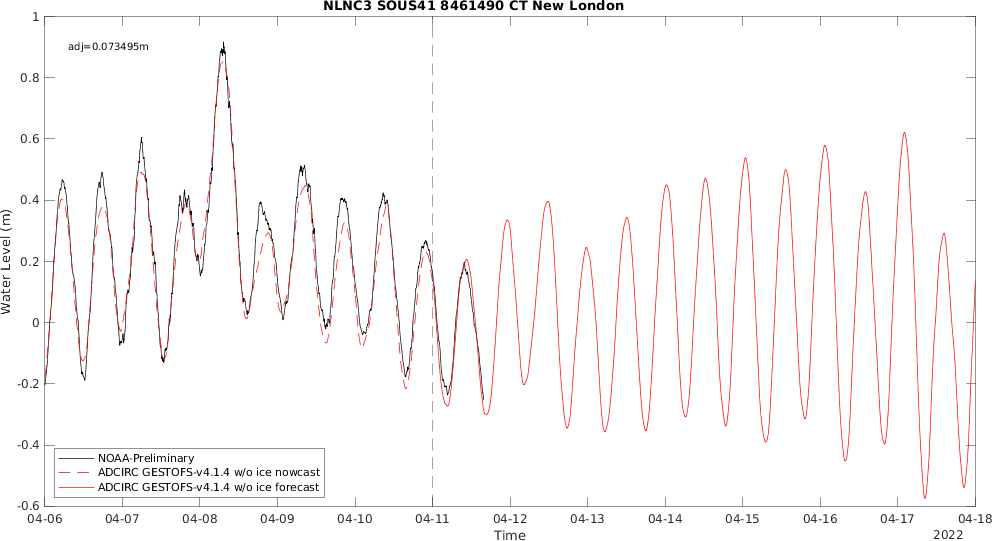 NLNC3 SOUS41 8461490 CT New London
adj=0.073495m
1
0.8
0.6
0.4
0.2
0
-0.2
-0.4
-0.6
Water Level (m)
NOAA-Preliminary
ADCIRC GESTOFS-v4.1.4 w/o ice nowcast
ADCIRC GESTOFS-v4.1.4 w/o ice forecast
04-06 04-07 04-08 04-09 04-10 04-11 04-12 04-13 04-14 04-15 04-16 04-17 04-18
Time
2022